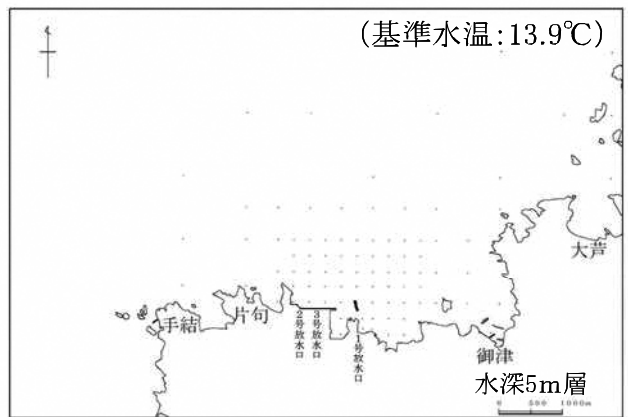 (基準水温:13.9℃)
大芦
手結
片句
2号放水口
3号放水口
1号放水口
御津
水深5m層
0 500 1000m